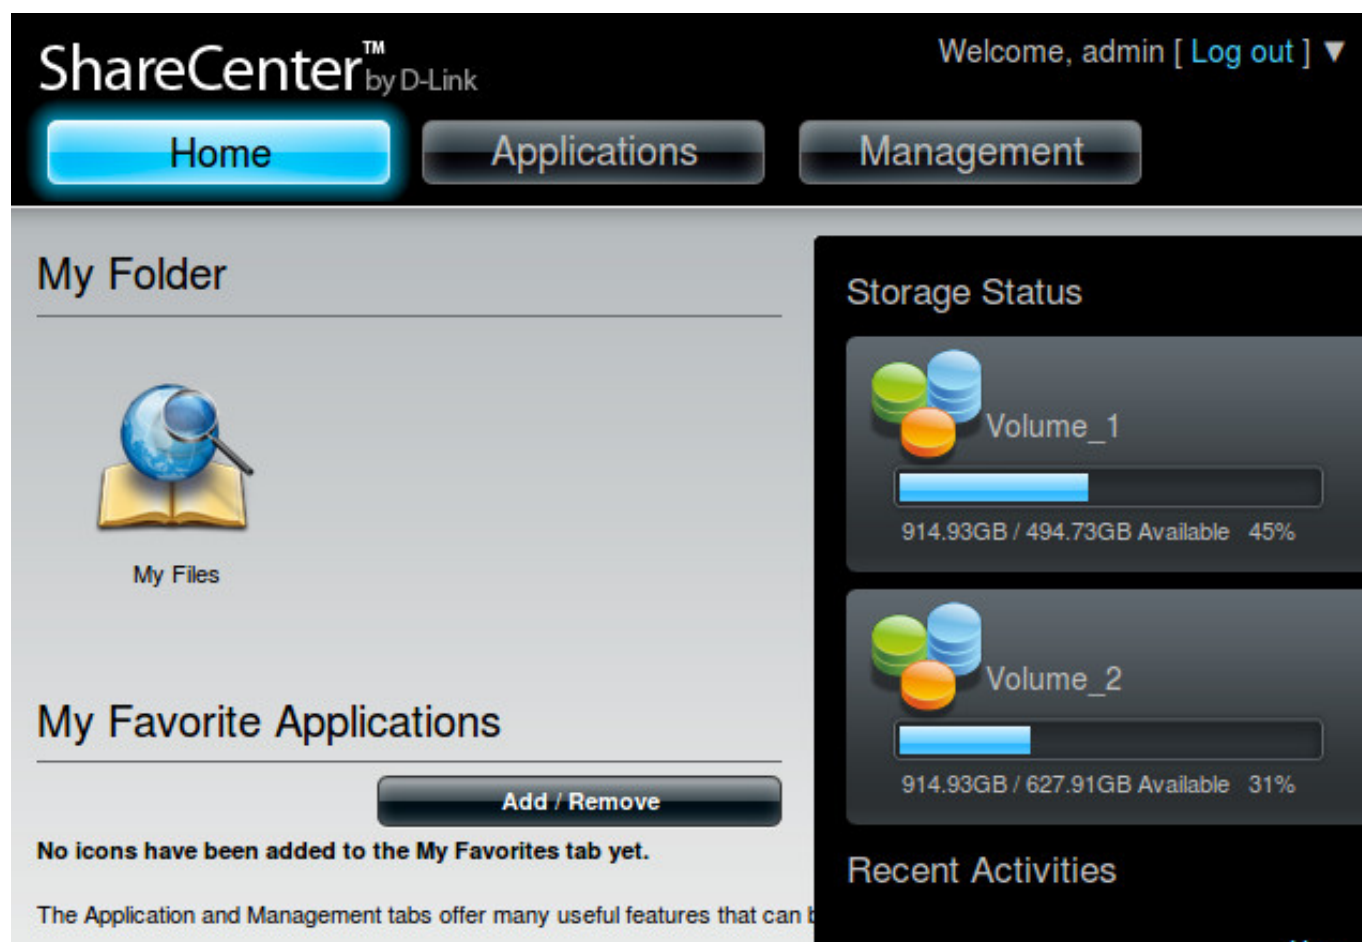 ShareCenter™ by D-Link
Welcome, admin [ Log out ] ▼
Home
Applications
Management
My Folder
My Files
My Favorite Applications
Add / Remove
No icons have been added to the My Favorites tab yet.
The Application and Management tabs offer many useful features that can
Storage Status
Volume_1
914.93GB / 494.73GB Available 45%
Volume_2
914.93GB / 627.91GB Available 31%
Recent Activities